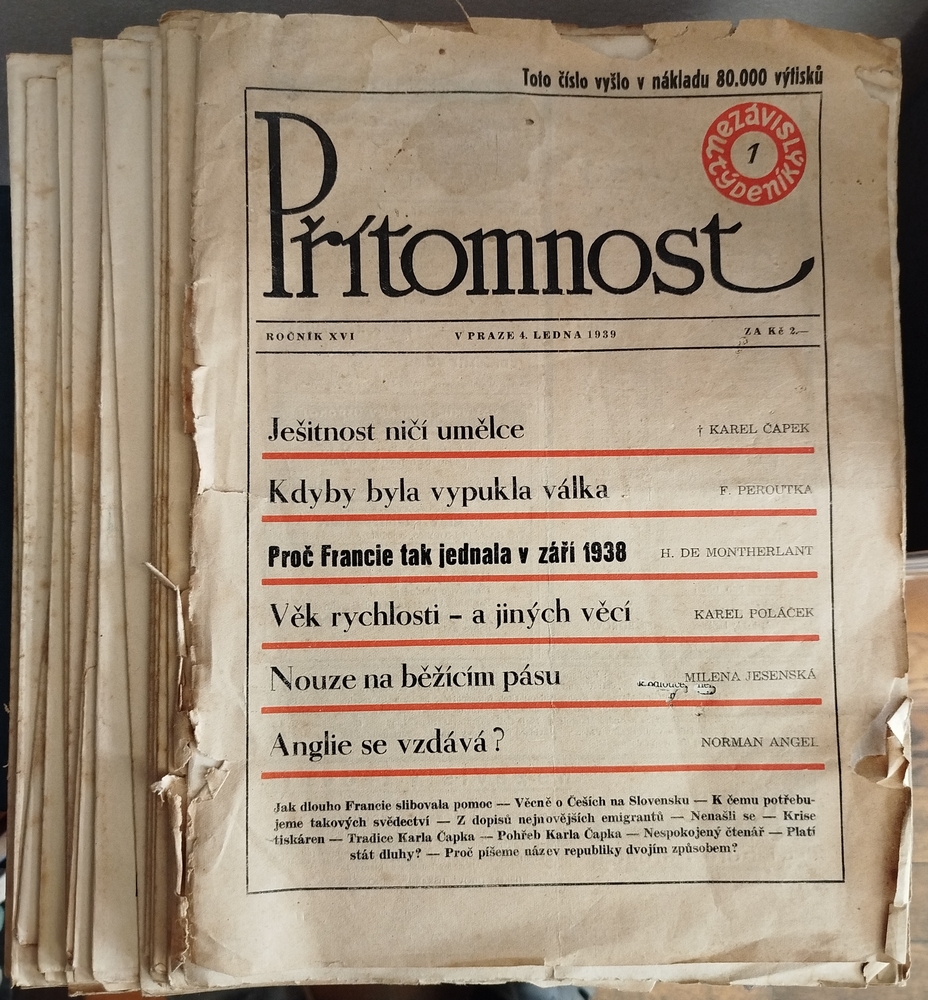 Toto číslo vyšlo v nákladu 80.000 výtisků
nezávislý týdeník
1
Přítomnost
ROČNÍK XVI V PRAZE 4. LEDNA 1939 ZA Kč 2.—
Ješitnost ničí umělce † KAREL ČAPEK
Kdyby byla vypukla válka F. PEROUTKA
Proč Francie tak jednala v září 1938 H. DE MONTHERLANT
Věk rychlosti – a jiných věcí KAREL POLÁČEK
Nouze na běžícím pásu MILENA JESENSKÁ
Anglie se vzdává? NORMAN ANGEL
Jak dlouho Francie slibovala pomoc — Věcně o Češích na Slovensku — K čemu potřebu-
jeme takových svědectví — Z dopisů nejnovějších emigrantů — Nenašli se — Krise
tiskáren — Tradice Karla Čapka — Pohřeb Karla Čapka — Nespokojený čtenář — Platí
stát dluhy? — Proč píšeme název republiky dvojím způsobem?